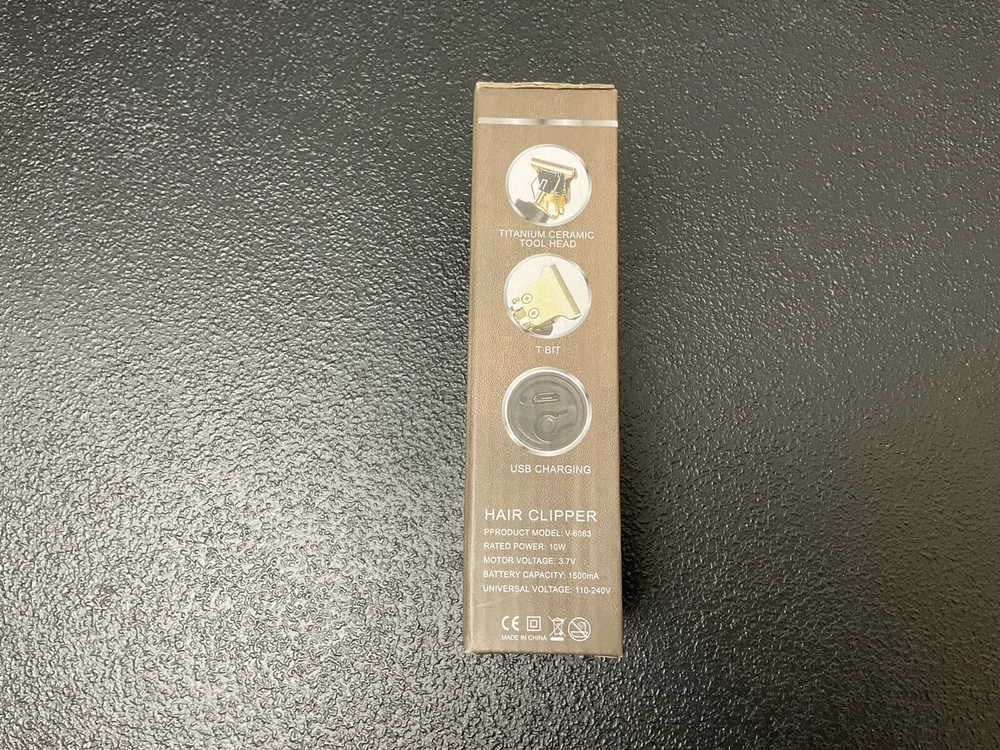 TITANIUM CERAMIC
TOOL HEAD
T BIT
USB CHARGING
HAIR CLIPPER
PPRODUCT MODEL: V-6063
RATED POWER: 10W
MOTOR VOLTAGE: 3.7V
BATTERY CAPACITY: 1500mA
UNIVERSAL VOLTAGE: 110-240V
CE
MADE IN CHINA